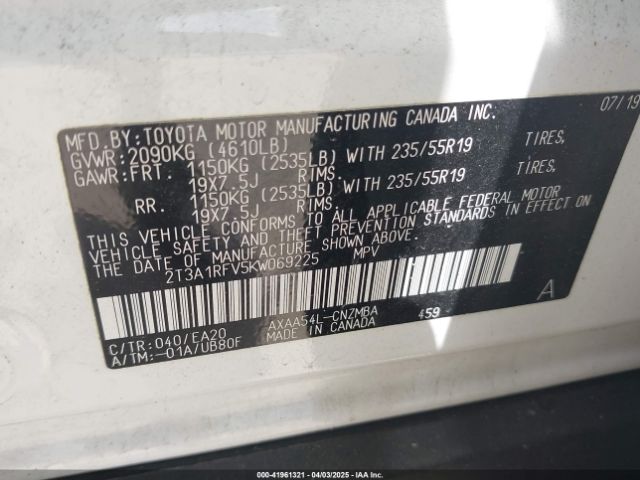 MFD. BY: TOYOTA MOTOR MANUFACTURING CANADA INC. 07/19
GVWR: 2090KG (4610LB)
GAWR: FRT. 1150KG (2535LB) WITH 235/55R19 TIRES,
19X7.5J RIMS.
RR. 1150KG (2535LB) WITH 235/55R19 TIRES,
19X7.5J RIMS.
THIS VEHICLE CONFORMS TO ALL APPLICABLE FEDERAL MOTOR
VEHICLE SAFETY AND THEFT PREVENTION STANDARDS IN EFFECT ON
THE DATE OF MANUFACTURE SHOWN ABOVE.
2T3A1RFV5KW069225 MPV
A
C/TR: 040/EA20 AXAA54L-CNZMBA 459
A/TM: -01A/UB80F MADE IN CANADA
000-41961321 - 04/03/2025 - IAAI.CA